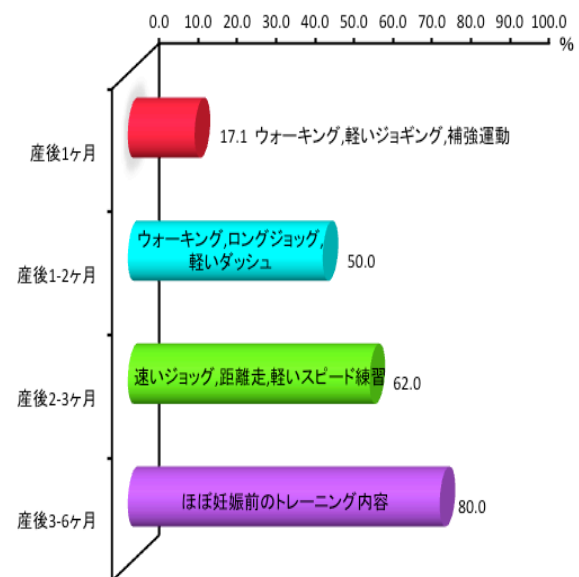 0.0 10.0 20.0 30.0 40.0 50.0 60.0 70.0 80.0 90.0 100.0
%
産後1ヶ月
17.1 ウォーキング,軽いジョギング,補強運動
産後1-2ヶ月
ウォーキング,ロングジョッグ,
軽いダッシュ
50.0
産後2-3ヶ月
速いジョッグ,距離走,軽いスピード練習
62.0
産後3-6ヶ月
ほぼ妊娠前のトレーニング内容
80.0